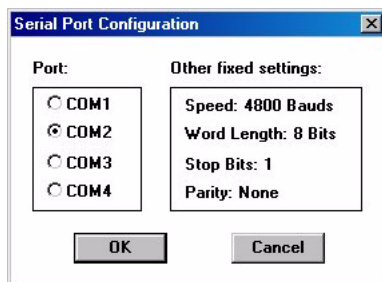 Serial Port Configuration
Port:
COM1
COM2
COM3
COM4
Other fixed settings:
Speed: 4800 Bauds
Word Length: 8 Bits
Stop Bits: 1
Parity: None
OK
Cancel